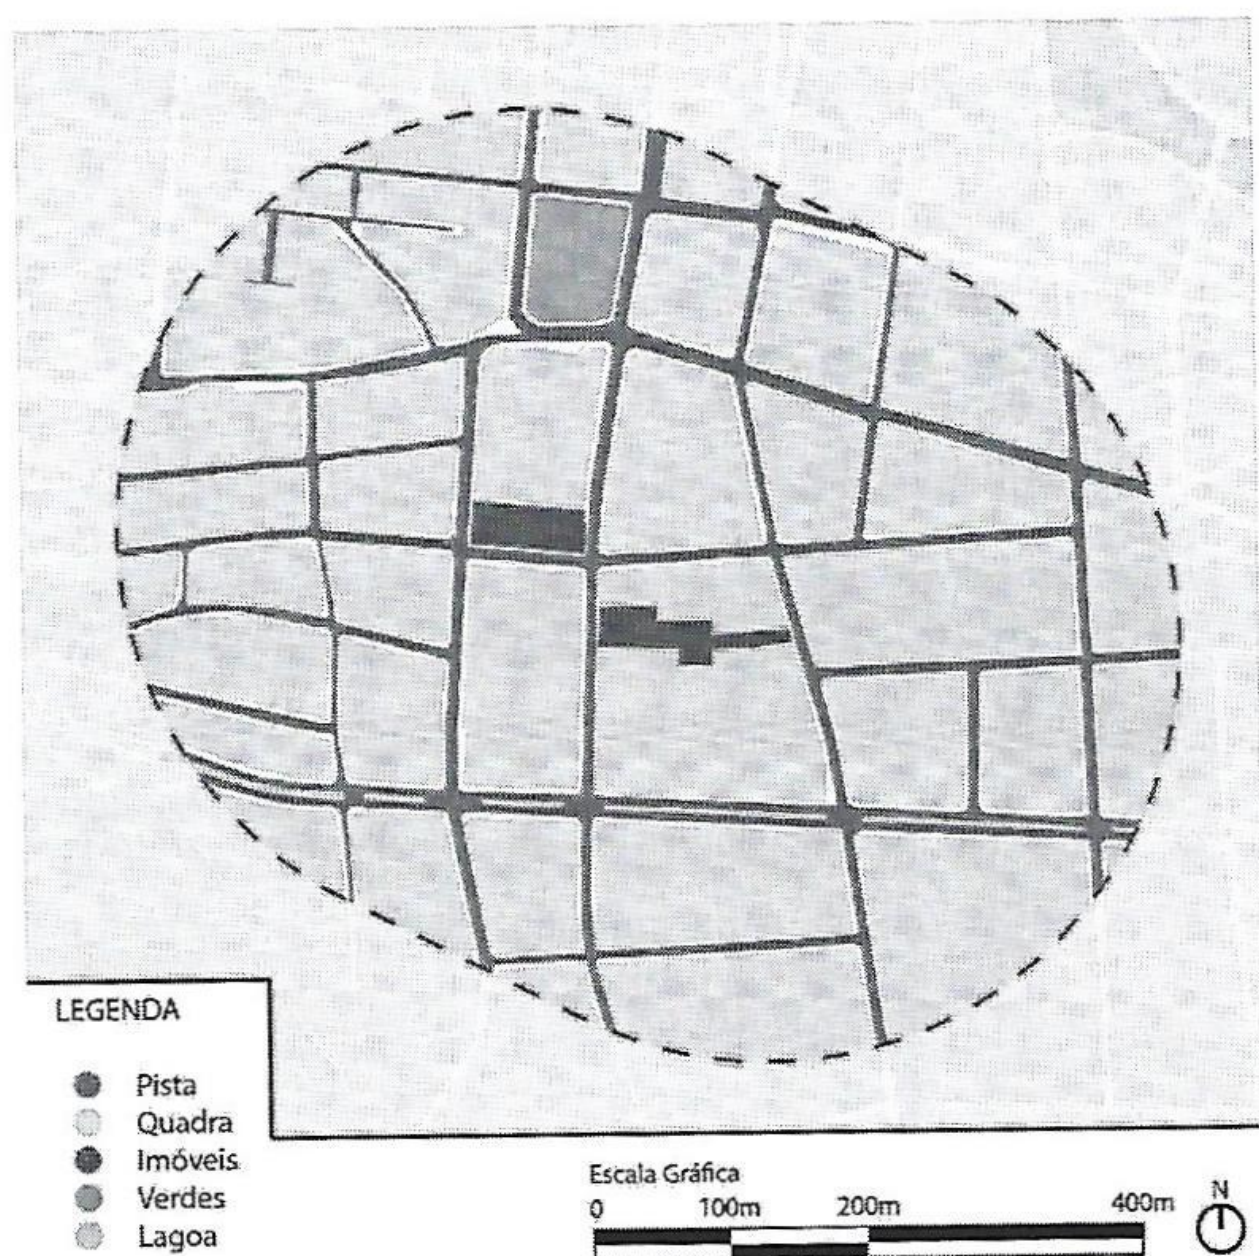 LEGENDA
Pista
Quadra
Imóveis
Verdes
Lagoa
Escala Gráfica
0 100m 200m 400m
N